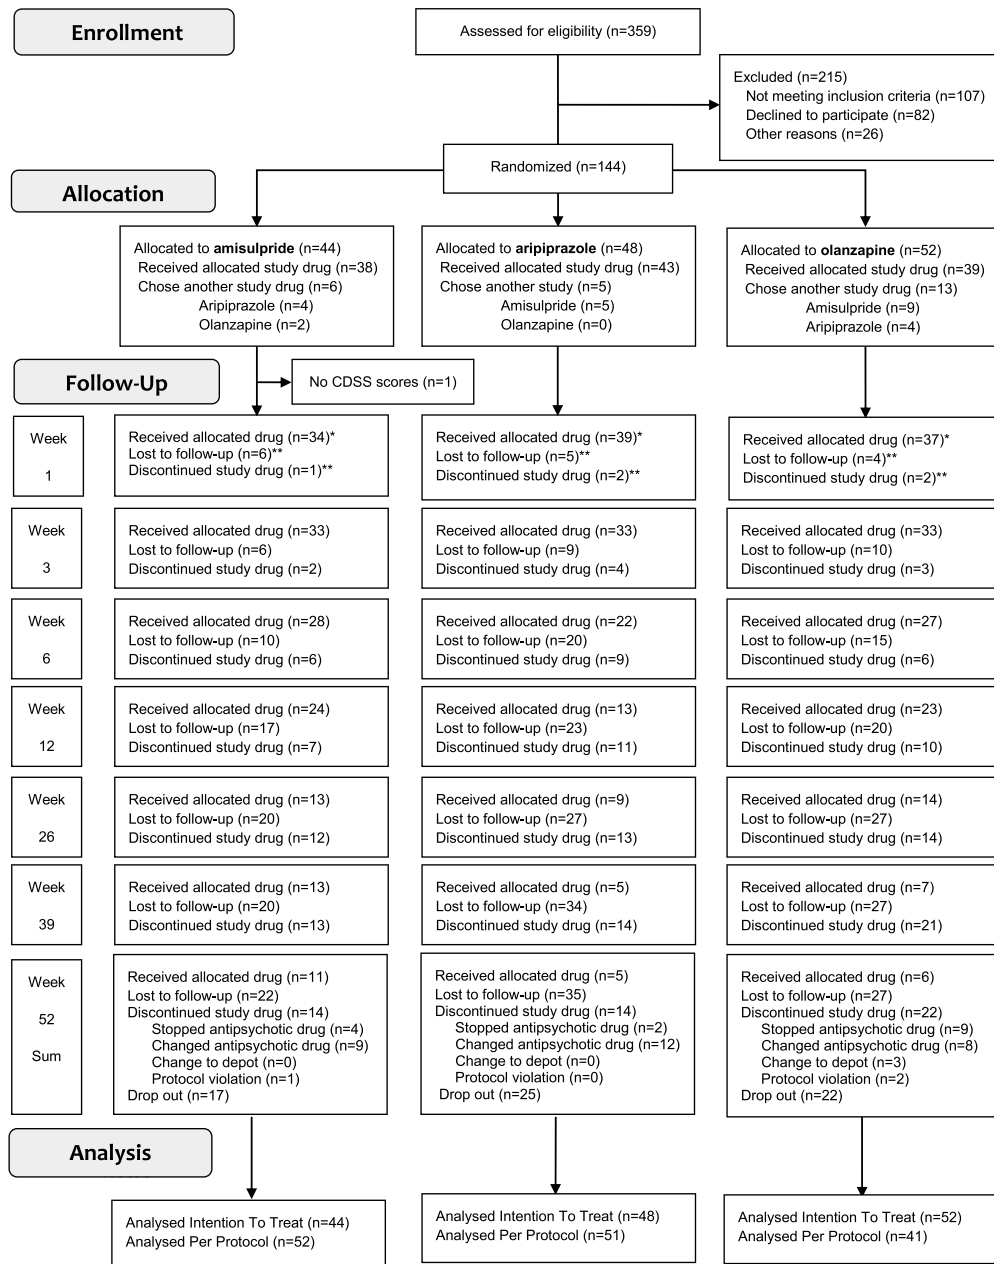 Enrollment
Assessed for eligibility (n=359)
Excluded (n=215)
Not meeting inclusion criteria (n=107)
Declined to participate (n=82)
Other reasons (n=26)
Randomized (n=144)
Allocation
Allocated to amisulpride (n=44)
Received allocated study drug (n=38)
Chose another study drug (n=6)
Aripiprazole (n=4)
Olanzapine (n=2)
Allocated to aripiprazole (n=48)
Received allocated study drug (n=43)
Chose another study (n=5)
Amisulpride (n=5)
Olanzapine (n=0)
Allocated to olanzapine (n=52)
Received allocated study drug (n=39)
Chose another study drug (n=13)
Amisulpride (n=9)
Aripiprazole (n=4)
Follow-Up
No CDSS scores (n=1)
Week
1
Received allocated drug (n=34)*
Lost to follow-up (n=6)**
Discontinued study drug (n=1)**
Received allocated drug (n=39)*
Lost to follow-up (n=5)**
Discontinued study drug (n=2)**
Received allocated drug (n=37)*
Lost to follow-up (n=4)**
Discontinued study drug (n=2)**
Week
3
Received allocated drug (n=33)
Lost to follow-up (n=6)
Discontinued study drug (n=2)
Received allocated drug (n=33)
Lost to follow-up (n=9)
Discontinued study drug (n=4)
Received allocated drug (n=33)
Lost to follow-up (n=10)
Discontinued study drug (n=3)
Week
6
Received allocated drug (n=28)
Lost to follow-up (n=10)
Discontinued study drug (n=6)
Received allocated drug (n=22)
Lost to follow-up (n=20)
Discontinued study drug (n=9)
Received allocated drug (n=27)
Lost to follow-up (n=15)
Discontinued study drug (n=6)
Week
12
Received allocated drug (n=24)
Lost to follow-up (n=17)
Discontinued study drug (n=7)
Received allocated drug (n=13)
Lost to follow-up (n=23)
Discontinued study drug (n=11)
Received allocated drug (n=23)
Lost to follow-up (n=20)
Discontinued study drug (n=10)
Week
26
Received allocated drug (n=13)
Lost to follow-up (n=20)
Discontinued study drug (n=12)
Received allocated drug (n=9)
Lost to follow-up (n=27)
Discontinued study drug (n=13)
Received allocated drug (n=14)
Lost to follow-up (n=27)
Discontinued study drug (n=14)
Week
39
Received allocated drug (n=13)
Lost to follow-up (n=20)
Discontinued study drug (n=13)
Received allocated drug (n=5)
Lost to follow-up (n=34)
Discontinued study drug (n=14)
Received allocated drug (n=7)
Lost to follow-up (n=27)
Discontinued study drug (n=21)
Week
52
Sum
Received allocated drug (n=11)
Lost to follow-up (n=22)
Discontinued study drug (n=14)
Stopped antipsychotic drug (n=4)
Changed antipsychotic drug (n=9)
Change to depot (n=0)
Protocol violation (n=1)
Drop out (n=17)
Received allocated drug (n=5)
Lost to follow-up (n=35)
Discontinued study drug (n=14)
Stopped antipsychotic drug (n=2)
Changed antipsychotic drug (n=12)
Change to depot (n=0)
Protocol violation (n=0)
Drop out (n=25)
Received allocated drug (n=6)
Lost to follow-up (n=27)
Discontinued study drug (n=22)
Stopped antipsychotic drug (n=9)
Changed antipsychotic drug (n=8)
Change to depot (n=3)
Protocol violation (n=2)
Drop out (n=22)
Analysis
Analysed Intention To Treat (n=44)
Analysed Per Protocol (n=52)
Analysed Intention To Treat (n=48)
Analysed Per Protocol (n=51)
Analysed Intention To Treat (n=52)
Analysed Per Protocol (n=41)